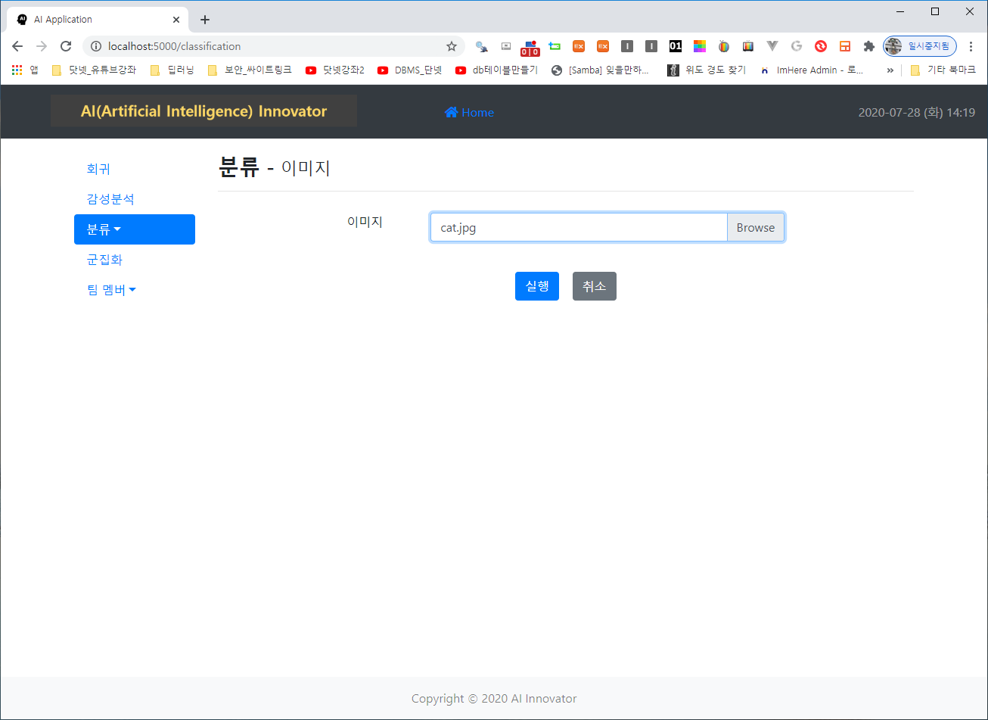 AI Application
localhost:5000/classification
01
일시중지됨
앱 닷넷_유튜브강좌 딥러닝 보안_싸이트링크 닷넷강좌2 DBMS_단넷 db테이블만들기 [Samba] 잊을만하... 위도 경도 찾기 ImHere Admin - 로... » 기타 북마크
AI(Artificial Intelligence) Innovator Home 2020-07-28 (화) 14:19
분류 - 이미지
회귀
감성분석
분류
군집화
팀 멤버
이미지 cat.jpg Browse
실행 취소
Copyright © 2020 AI Innovator